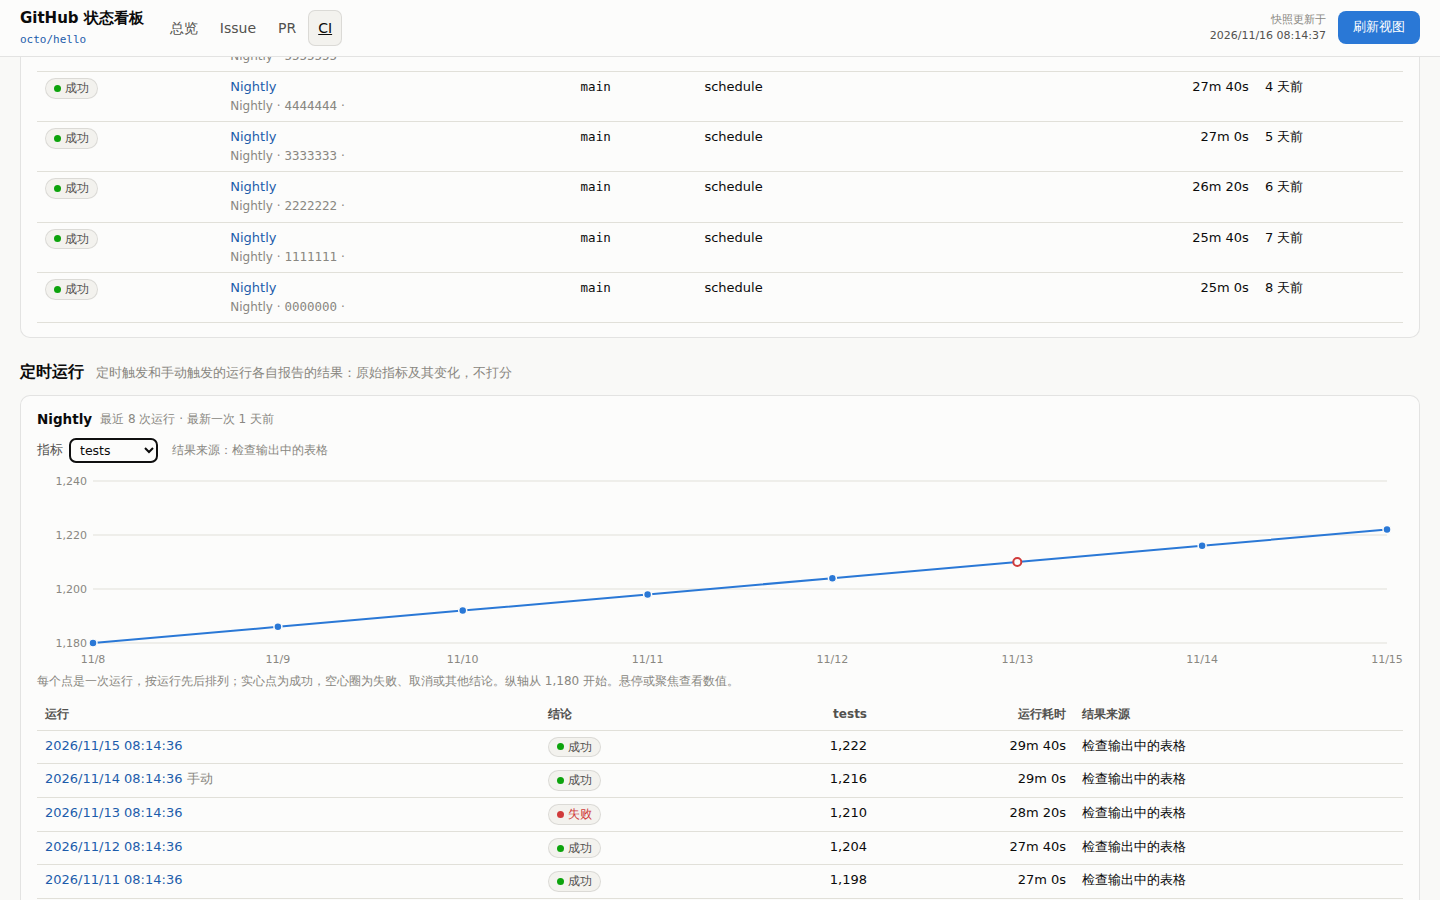 GitHub 状态看板
octo/hello
总览 Issue PR CI
快照更新于
2026/11/16 08:14:37
刷新视图
成功 Nightly main schedule 27m 40s 4 天前
Nightly · 4444444 ·
成功 Nightly main schedule 27m 0s 5 天前
Nightly · 3333333 ·
成功 Nightly main schedule 26m 20s 6 天前
Nightly · 2222222 ·
成功 Nightly main schedule 25m 40s 7 天前
Nightly · 1111111 ·
成功 Nightly main schedule 25m 0s 8 天前
Nightly · 0000000 ·
定时运行 定时触发和手动触发的运行各自报告的结果：原始指标及其变化，不打分
Nightly 最近 8 次运行 · 最新一次 1 天前
指标 tests 结果来源：检查输出中的表格
1,240
1,220
1,200
1,180
11/8 11/9 11/10 11/11 11/12 11/13 11/14 11/15
每个点是一次运行，按运行先后排列；实心点为成功，空心圈为失败、取消或其他结论。纵轴从 1,180 开始。悬停或聚焦查看数值。
运行 结论 tests 运行耗时 结果来源
2026/11/15 08:14:36 成功 1,222 29m 40s 检查输出中的表格
2026/11/14 08:14:36 手动 成功 1,216 29m 0s 检查输出中的表格
2026/11/13 08:14:36 失败 1,210 28m 20s 检查输出中的表格
2026/11/12 08:14:36 成功 1,204 27m 40s 检查输出中的表格
2026/11/11 08:14:36 成功 1,198 27m 0s 检查输出中的表格